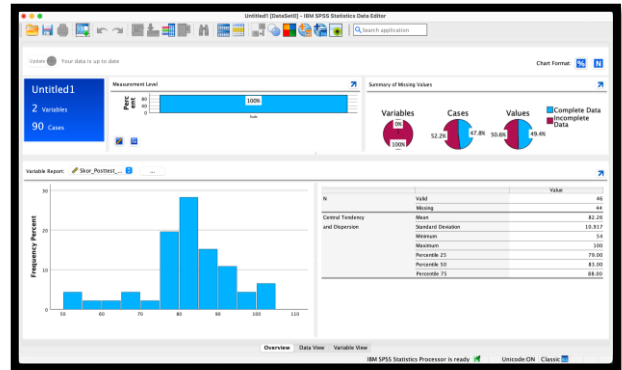 Untitled1 [DataSet0] - IBM SPSS Statistics Data Editor
Search application
Update Your data is up to date
Chart Format:
Untitled1
2 Variables
90 Cases
Measurement Level
Percent
80
40
0
100%
Summary of Missing Values
Variables
0%
100%
Cases
52.2%
47.8%
Values
50.6%
49.4%
Complete Data
Incomplete Data
Variable Report: Skor_Posttest_... ...
Frequency Percent
30
20
10
0
50 60 70 80 90 100 110
Value
N Valid 46
Missing 44
Central Tendency and Dispersion Mean 82.26
Standard Deviation 10.917
Minimum 54
Maximum 100
Percentile 25 79.00
Percentile 50 83.00
Percentile 75 88.00
Overview Data View Variable View
IBM SPSS Statistics Processor is ready Unicode:ON Classic